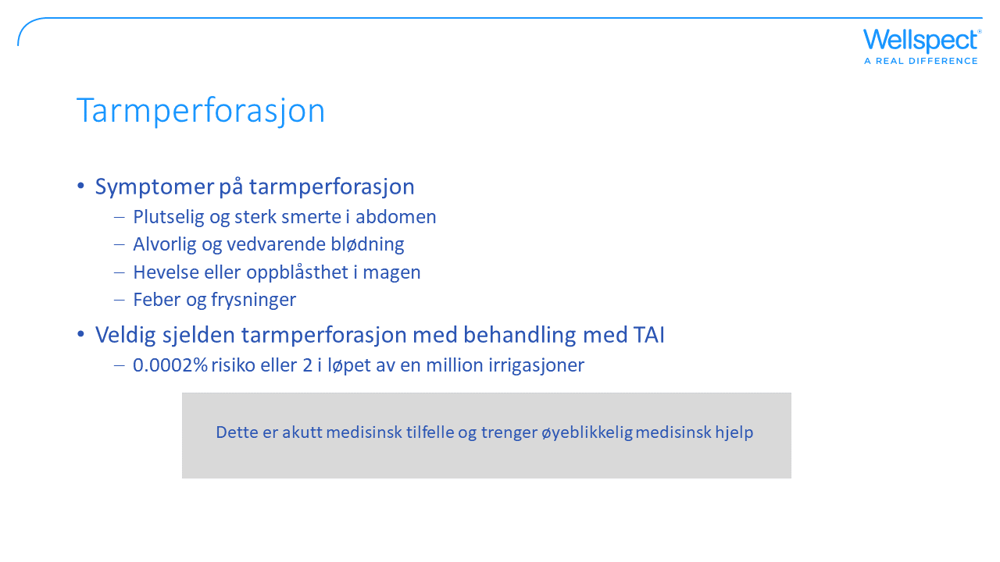 Wellspect®
A REAL DIFFERENCE
Tarmperforasjon
• Symptomer på tarmperforasjon
– Plutselig og sterk smerte i abdomen
– Alvorlig og vedvarende blødning
– Hevelse eller oppblåsthet i magen
– Feber og frysninger
• Veldig sjelden tarmperforasjon med behandling med TAI
– 0.0002% risiko eller 2 i løpet av en million irrigasjoner
Dette er akutt medisinsk tilfelle og trenger øyeblikkelig medisinsk hjelp